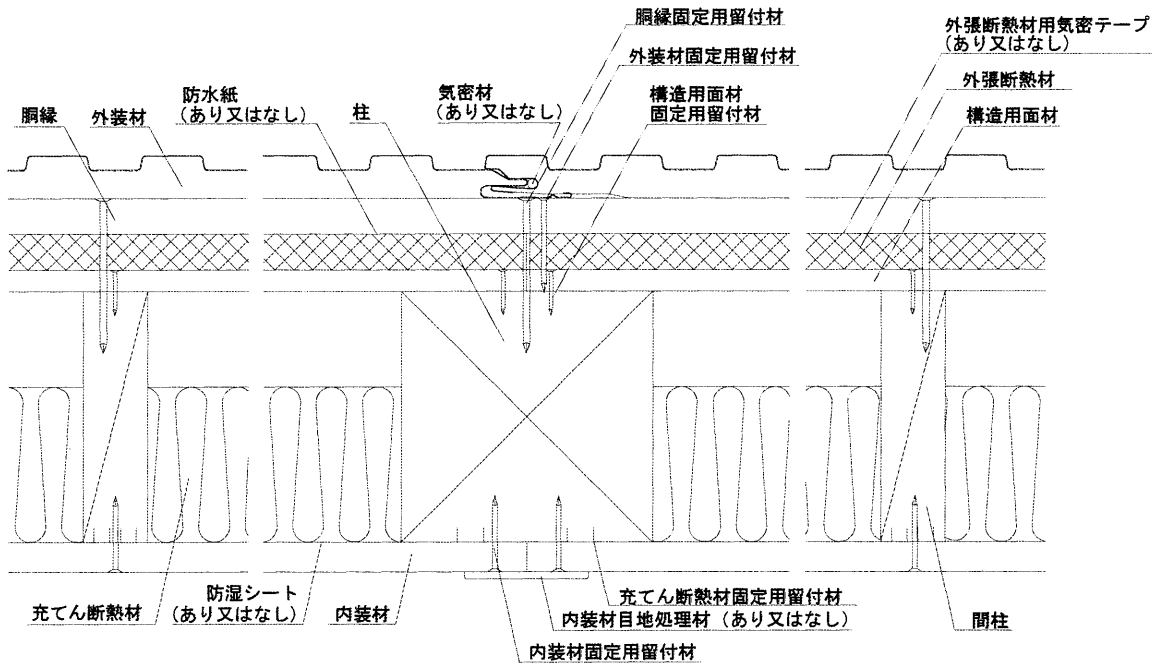 胴縁固定用留付材
外装材固定用留付材
外張断熱材用気密テープ
(あり又はなし)
防水紙
(あり又はなし)
気密材
(あり又はなし)
構造用面材
固定用留付材
外張断熱材
胴縁
外装材
柱
構造用面材
充てん断熱材
防湿シート
(あり又はなし)
内装材
充てん断熱材固定用留付材
内装材目地処理材(あり又はなし)
内装材固定用留付材
間柱